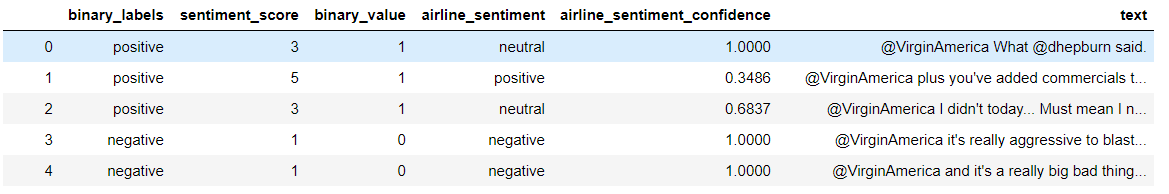 binary_labels sentiment_score binary_value airline_sentiment airline_sentiment_confidence text
0 positive 3 1 neutral 1.0000 @VirginAmerica What @dhepburn said.
1 positive 5 1 positive 0.3486 @VirginAmerica plus you've added commercials t...
2 positive 3 1 neutral 0.6837 @VirginAmerica I didn't today... Must mean I n...
3 negative 1 0 negative 1.0000 @VirginAmerica it's really aggressive to blast...
4 negative 1 0 negative 1.0000 @VirginAmerica and it's a really big bad thing...